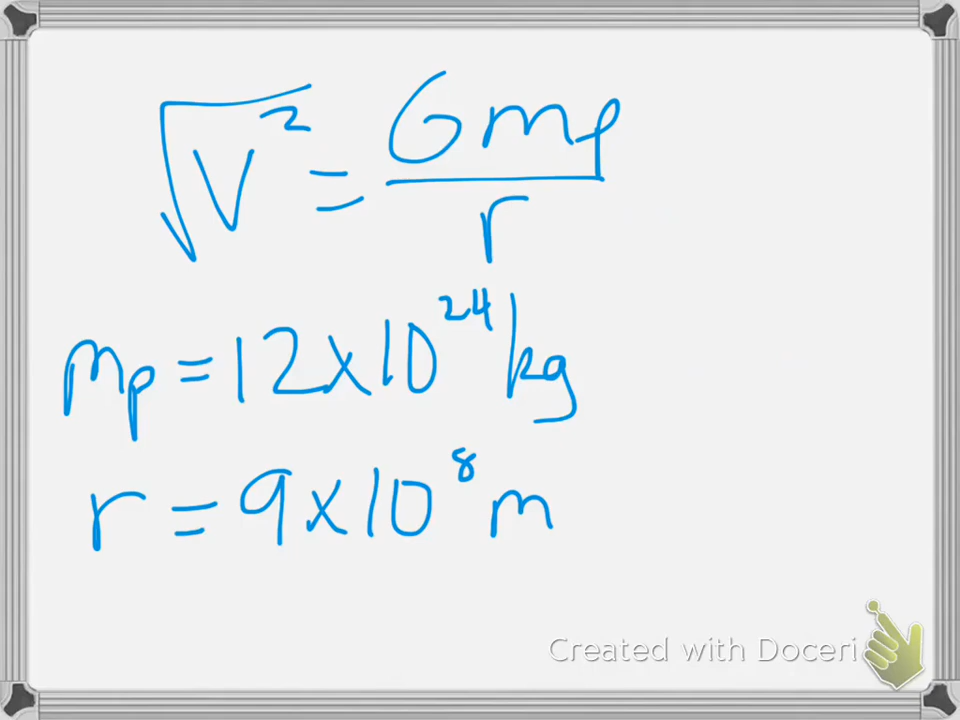 √V² = Gmp/r
mp = 12x10²⁴ kg
r = 9x10⁸ m
Created with Doceri